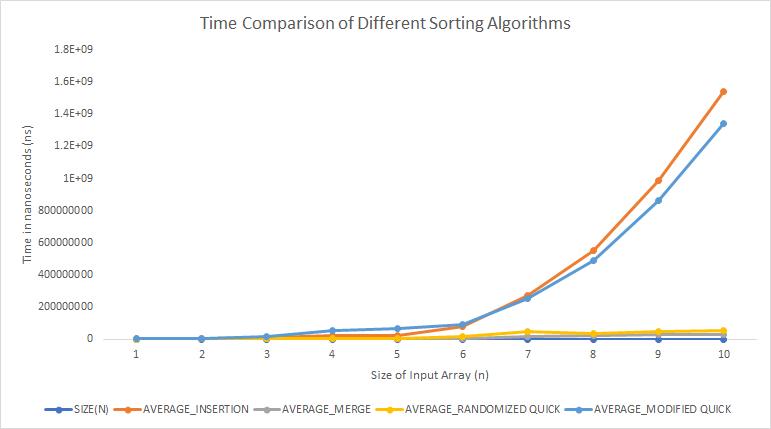 Time Comparison of Different Sorting Algorithms
1.8E+09
1.6E+09
1.4E+09
1.2E+09
1E+09
800000000
600000000
400000000
200000000
0
Time in nanoseconds (ns)
1 2 3 4 5 6 7 8 9 10
Size of Input Array (n)
SIZE(N) AVERAGE_INSERTION AVERAGE_MERGE AVERAGE_RANDOMIZED QUICK AVERAGE_MODIFIED QUICK